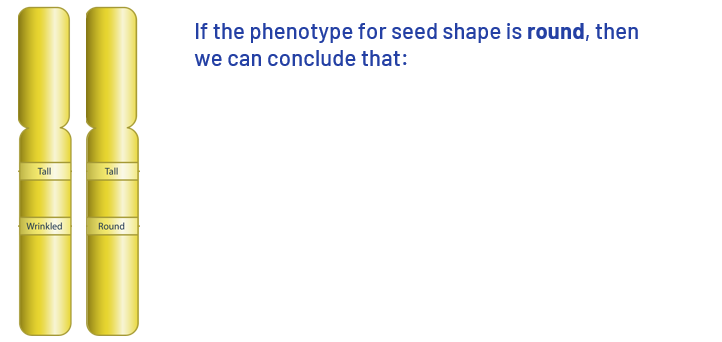 If the phenotype for seed shape is round, then
we can conclude that:
Tall
Tall
Wrinkled
Round